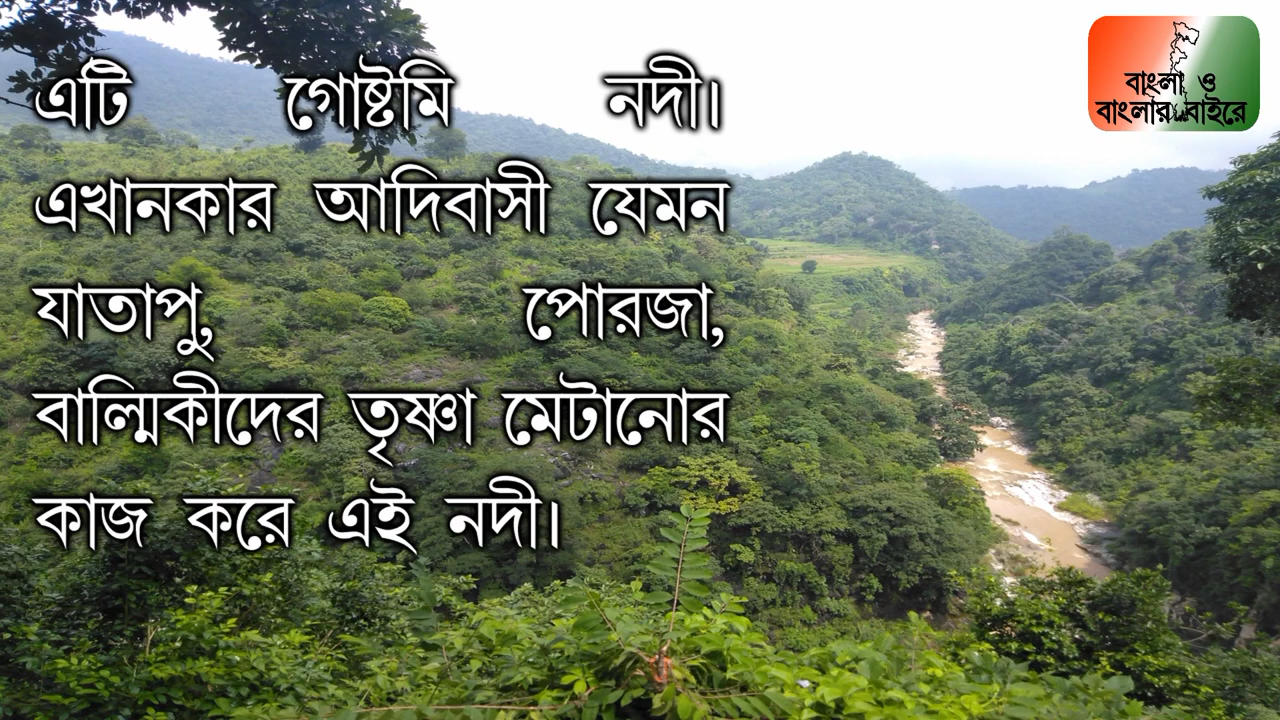 এটি গোষ্টমি নদী।
এখানকার আদিবাসী যেমন
যাতাপু, পোরজা,
বাল্মিকীদের তৃষ্ণা মেটানোর
কাজ করে এই নদী।
বাংলা ও
বাংলার বাইরে